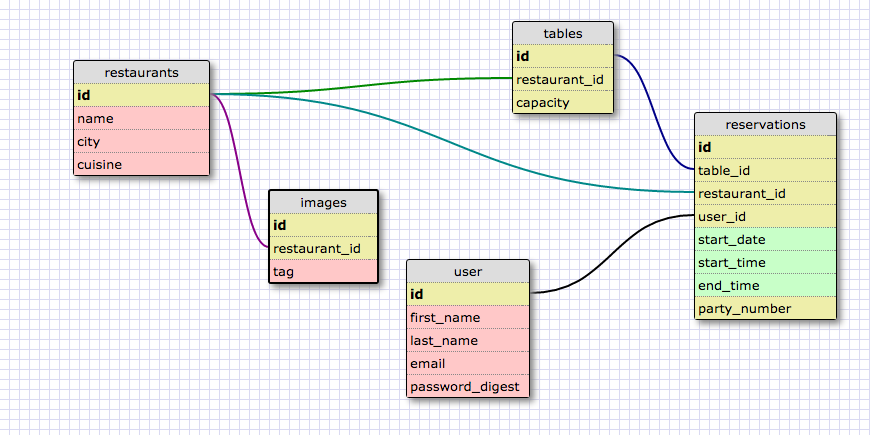 restaurants
id
name
city
cuisine
tables
id
restaurant_id
capacity
images
id
restaurant_id
tag
user
id
first_name
last_name
email
password_digest
reservations
id
table_id
restaurant_id
user_id
start_date
start_time
end_time
party_number